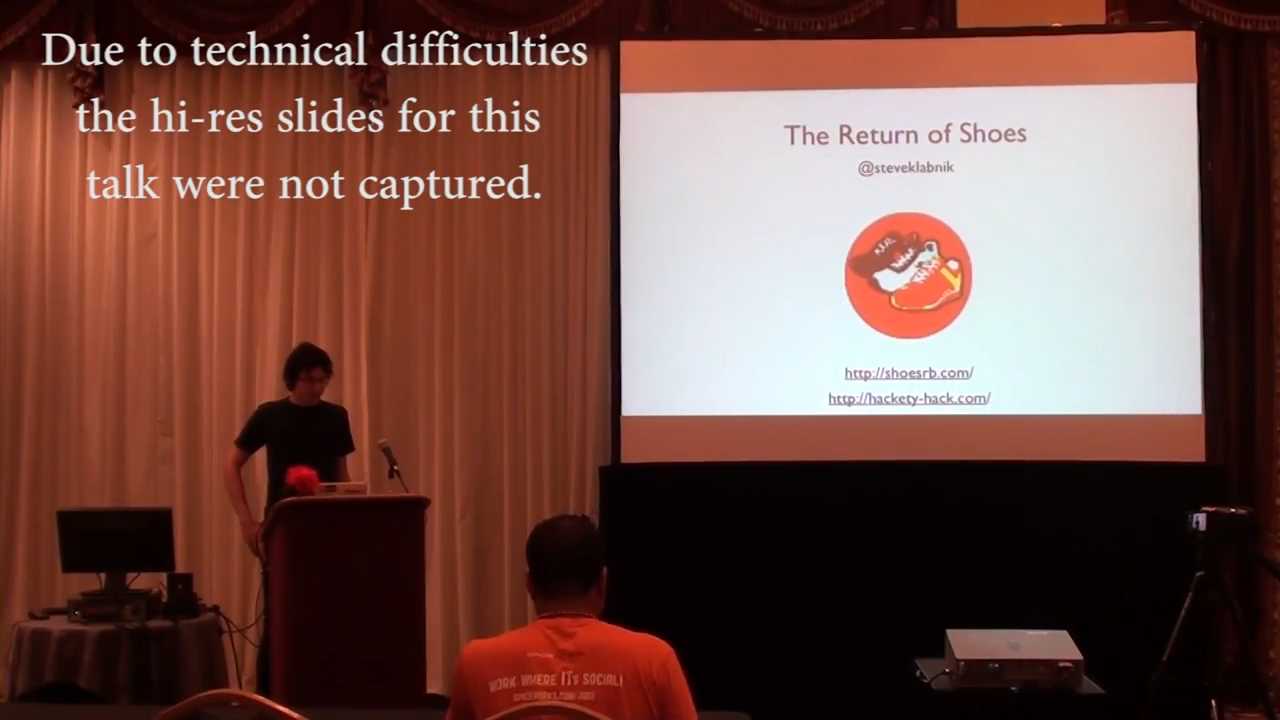 Due to technical difficulties
the hi-res slides for this
talk were not captured.
The Return of Shoes
@steveklabnik
http://shoesrb.com/
http://hackety-hack.com/
WORK WHERE IT's SOCIAL!